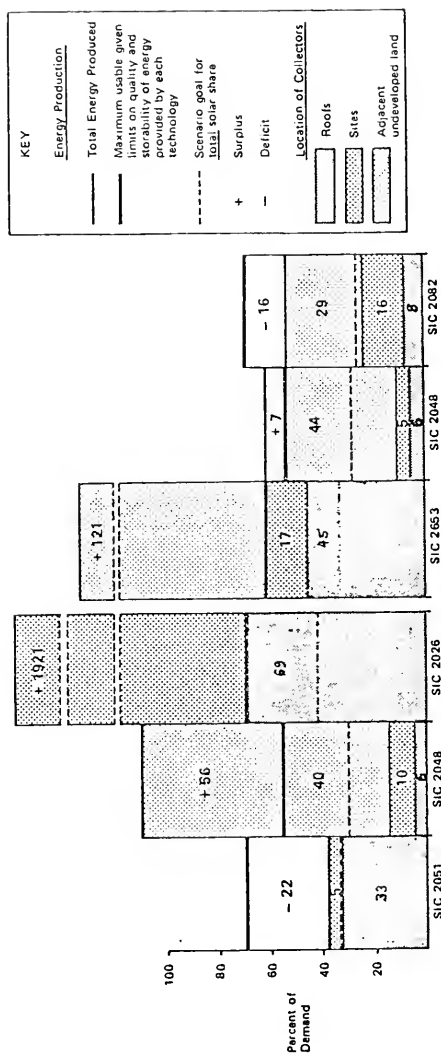 KEY
Energy Production
Total Energy Produced
Maximum usable given
limits on quality and
storability of energy
provided by each
technology
Scenario goal for
total solar share
+ Surplus
− Deficit
Location of Collectors
Roofs
Sites
Adjacent
undeveloped land
Percent of
Demand
100
80
60
40
20
− 22
5
33
SIC 2051
+ 56
40
10
6
SIC 2048
+ 1921
69
SIC 2026
+ 121
17
45
SIC 2653
+ 7
44
5
6
SIC 2048
− 16
29
16
8
SIC 2082